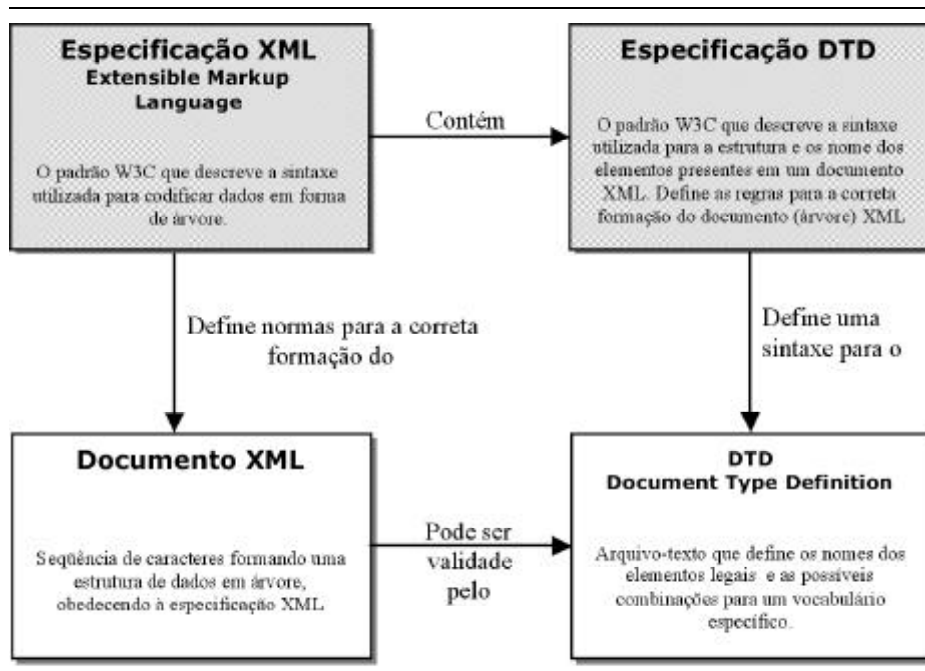 Especificação XML
Extensible Markup
Language
O padrão W3C que descreve a sintaxe
utilizada para codificar dados em forma
de árvore.
Contém
Especificação DTD
O padrão W3C que descreve a sintaxe
utilizada para a estrutura e os nome dos
elementos presentes em um documento
XML. Define as regras para a correta
formação do documento (árvore) XML
Define normas para a correta
formação do
Define uma
sintaxe para o
Documento XML
Seqüência de caracteres formando uma
estrutura de dados em árvore,
obedecendo à especificação XML
Pode ser
validade
pelo
DTD
Document Type Definition
Arquivo-texto que define os nomes dos
elementos legais e as possíveis
combinações para um vocabulário
específico.